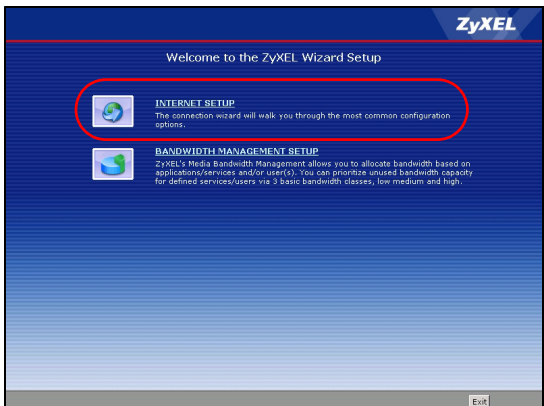 ZyXEL
Welcome to the ZyXEL Wizard Setup
INTERNET SETUP
The connection wizard will walk you through the most common configuration
options.
BANDWIDTH MANAGEMENT SETUP
ZyXEL's Media Bandwidth Management allows you to allocate bandwidth based on
applications/services and/or user(s). You can prioritize unused bandwidth capacity
for defined services/users via 3 basic bandwidth classes, low medium and high.
Exit